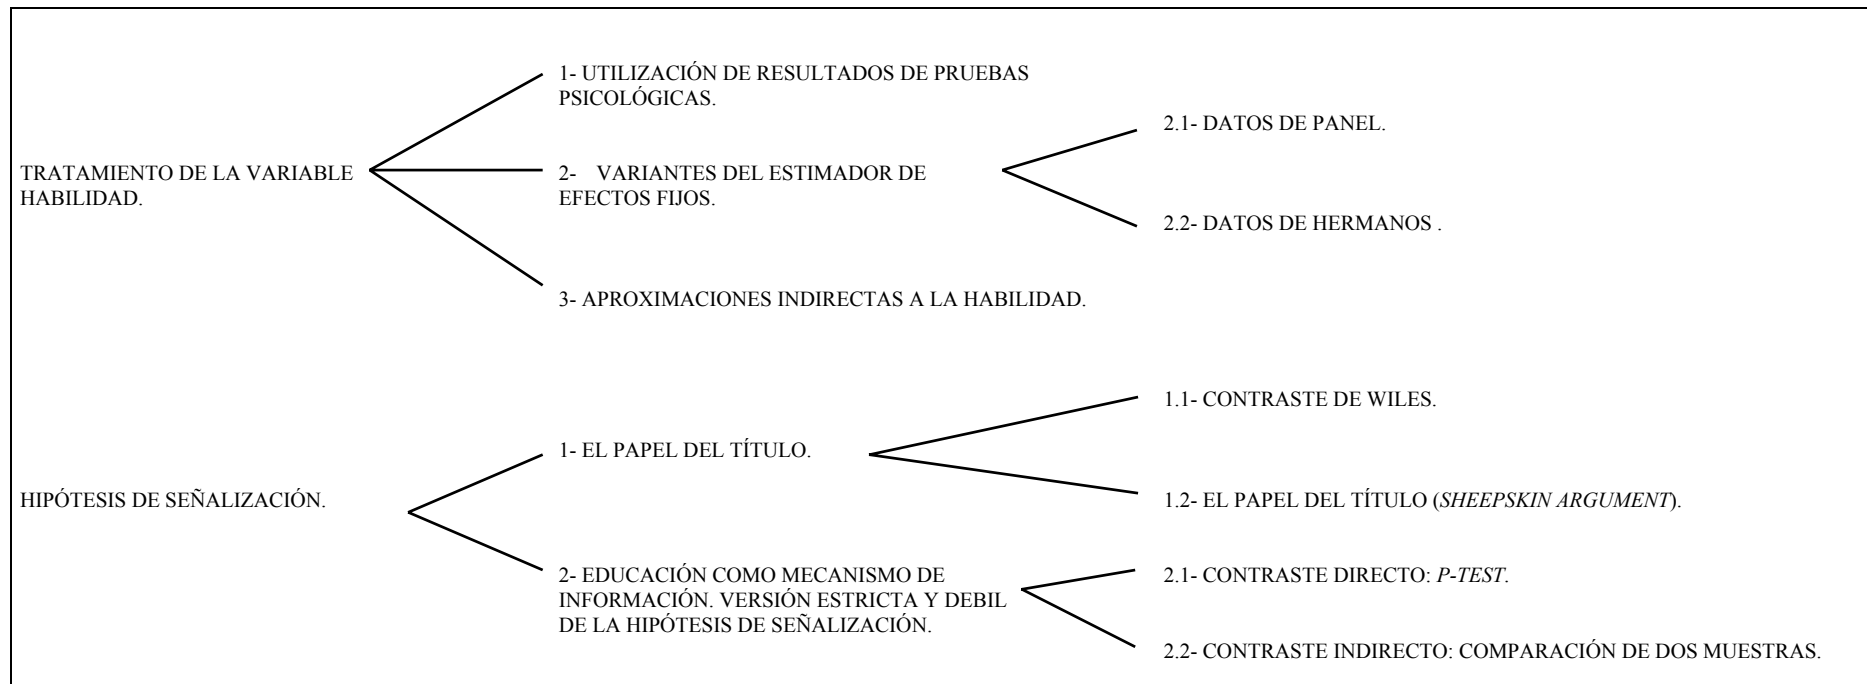 TRATAMIENTO DE LA VARIABLE
HABILIDAD.
1- UTILIZACIÓN DE RESULTADOS DE PRUEBAS
PSICOLÓGICAS.
2- VARIANTES DEL ESTIMADOR DE
EFECTOS FIJOS.
2.1- DATOS DE PANEL.
2.2- DATOS DE HERMANOS .
3- APROXIMACIONES INDIRECTAS A LA HABILIDAD.
HIPÓTESIS DE SEÑALIZACIÓN.
1- EL PAPEL DEL TÍTULO.
1.1- CONTRASTE DE WILES.
1.2- EL PAPEL DEL TÍTULO (SHEEPSKIN ARGUMENT).
2- EDUCACIÓN COMO MECANISMO DE
INFORMACIÓN. VERSIÓN ESTRICTA Y DEBIL
DE LA HIPÓTESIS DE SEÑALIZACIÓN.
2.1- CONTRASTE DIRECTO: P-TEST.
2.2- CONTRASTE INDIRECTO: COMPARACIÓN DE DOS MUESTRAS.